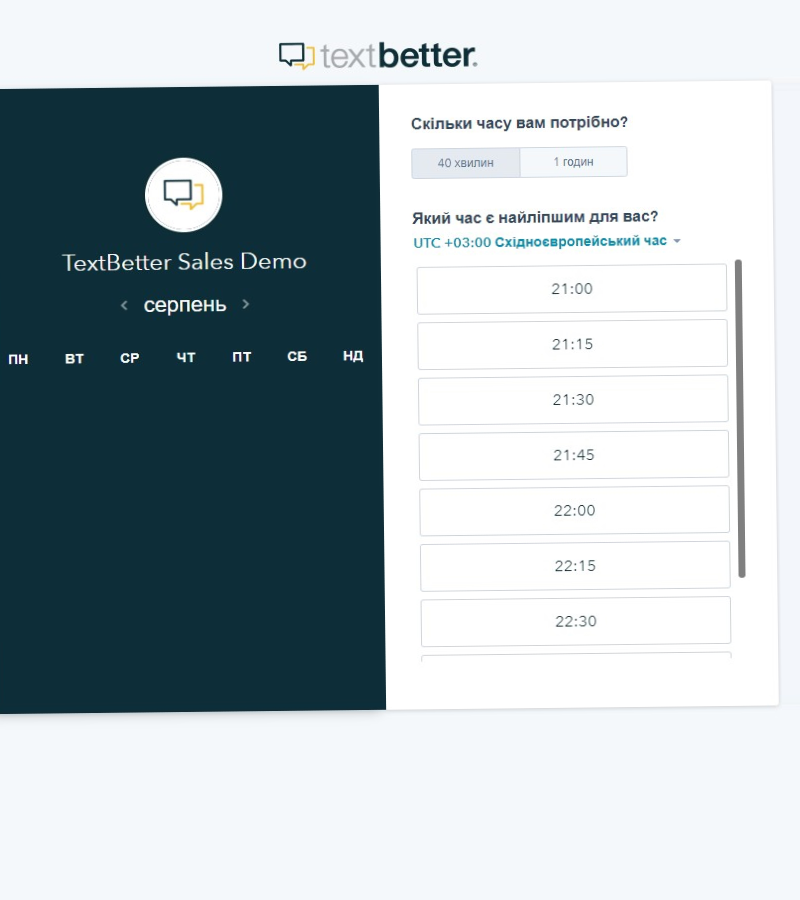 textbetter.
TextBetter Sales Demo
серпень
ПН ВТ СР ЧТ ПТ СБ НД
Скільки часу вам потрібно?
40 хвилин 1 годин
Який час є найліпшим для вас?
UTC +03:00 Східноєвропейський час
21:00
21:15
21:30
21:45
22:00
22:15
22:30